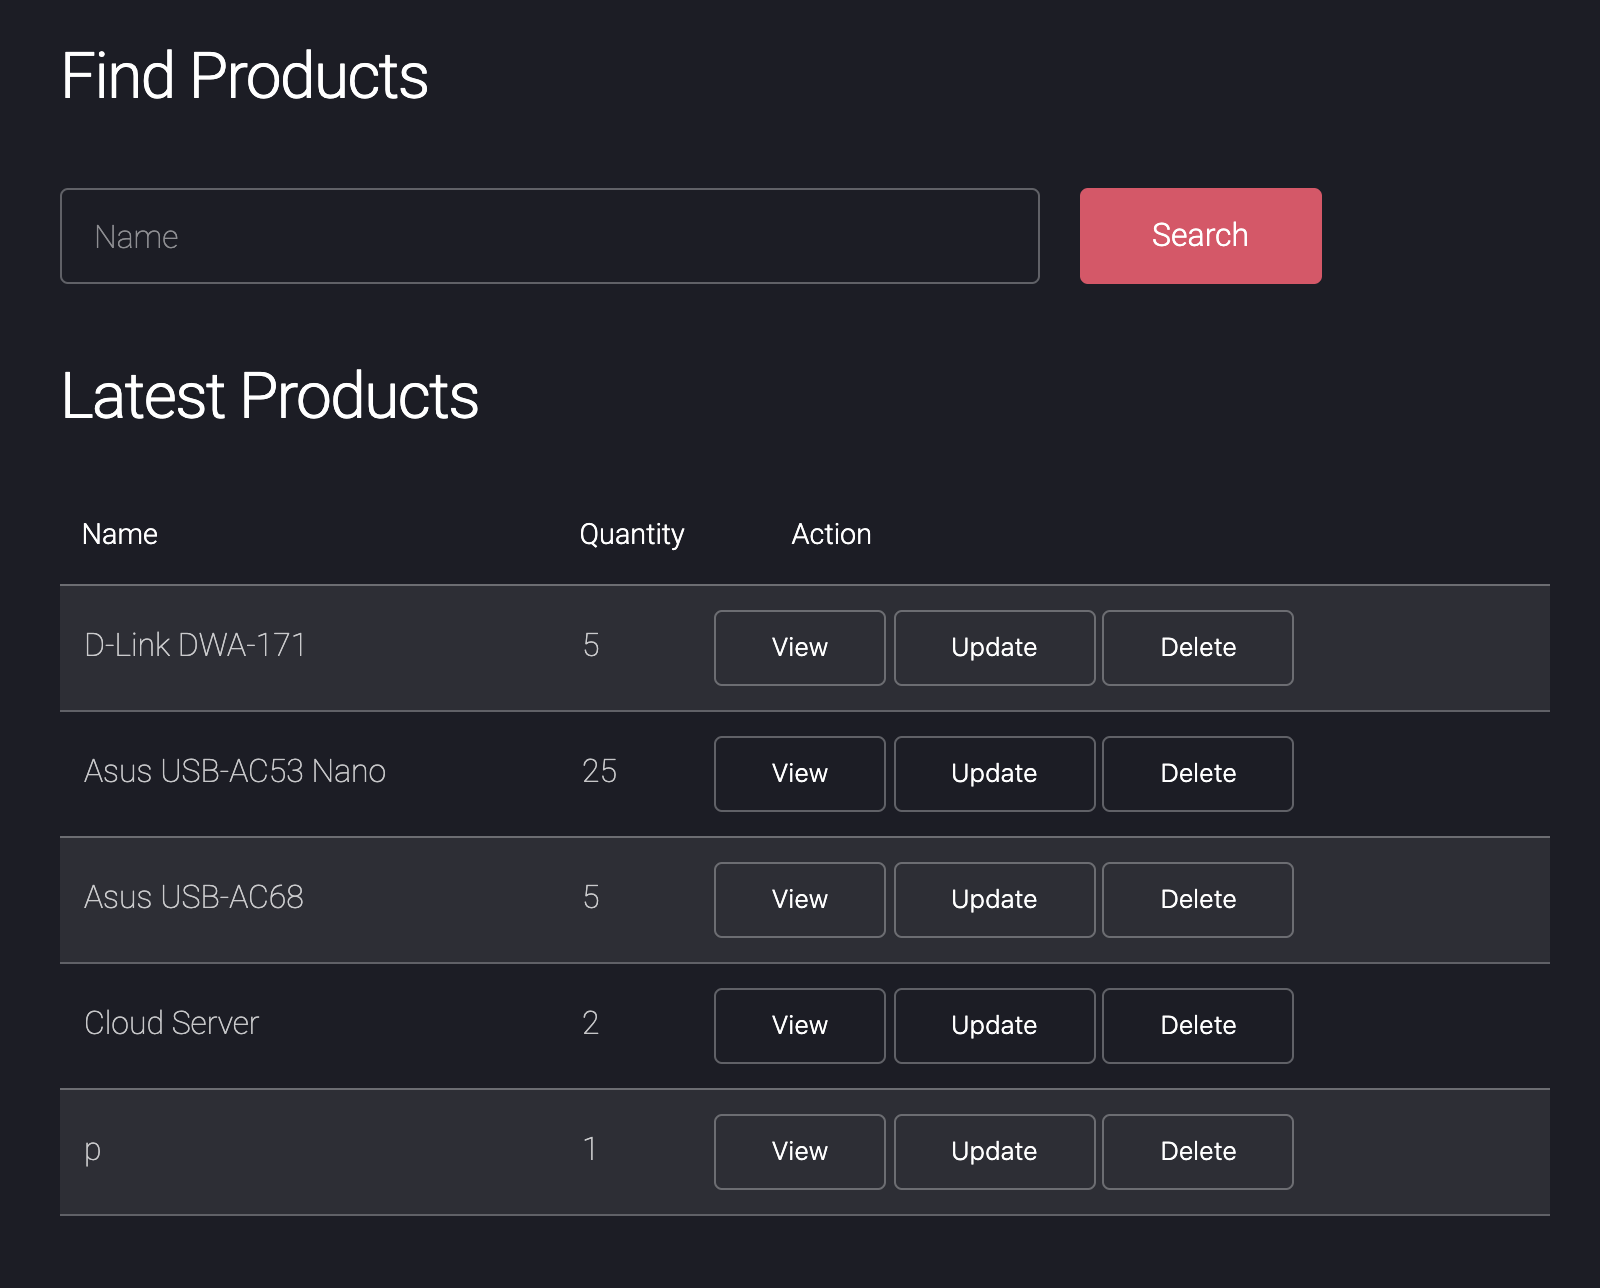 Find Products
Name Search
Latest Products
Name Quantity Action
D-Link DWA-171 5 View Update Delete
Asus USB-AC53 Nano 25 View Update Delete
Asus USB-AC68 5 View Update Delete
Cloud Server 2 View Update Delete
p 1 View Update Delete